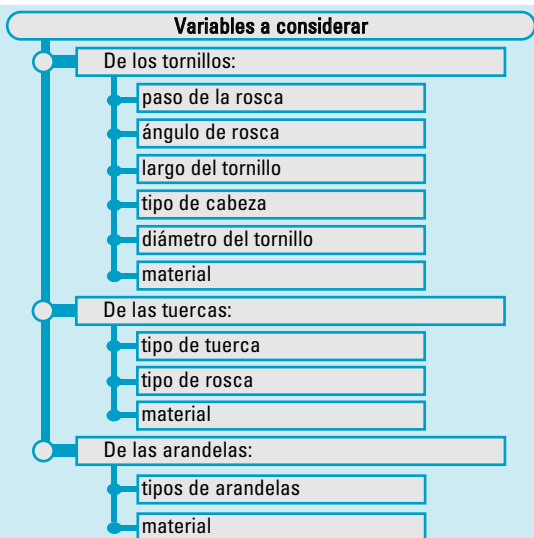 Variables a considerar
De los tornillos:
paso de la rosca
ángulo de rosca
largo del tornillo
tipo de cabeza
diámetro del tornillo
material
De las tuercas:
tipo de tuerca
tipo de rosca
material
De las arandelas:
tipos de arandelas
material